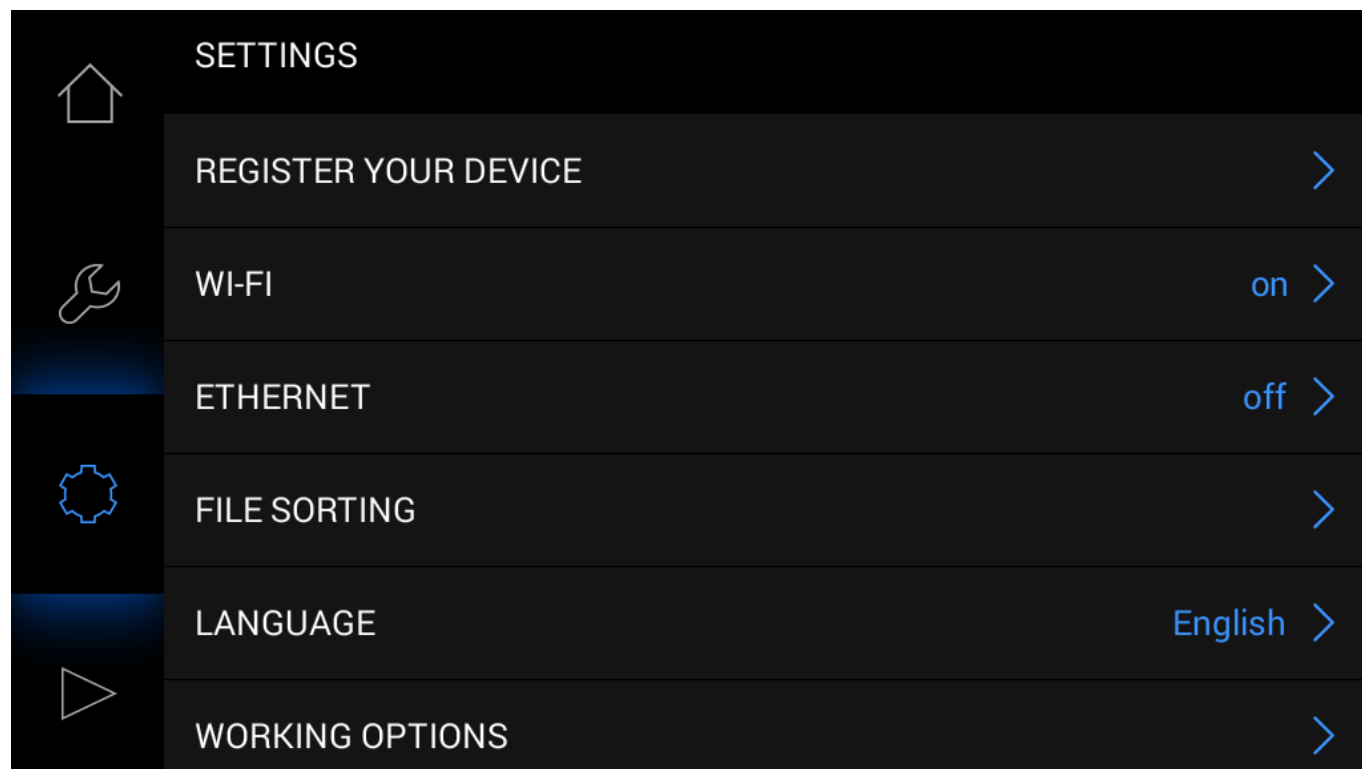 SETTINGS
REGISTER YOUR DEVICE
WI-FI on
ETHERNET off
FILE SORTING
LANGUAGE English
WORKING OPTIONS